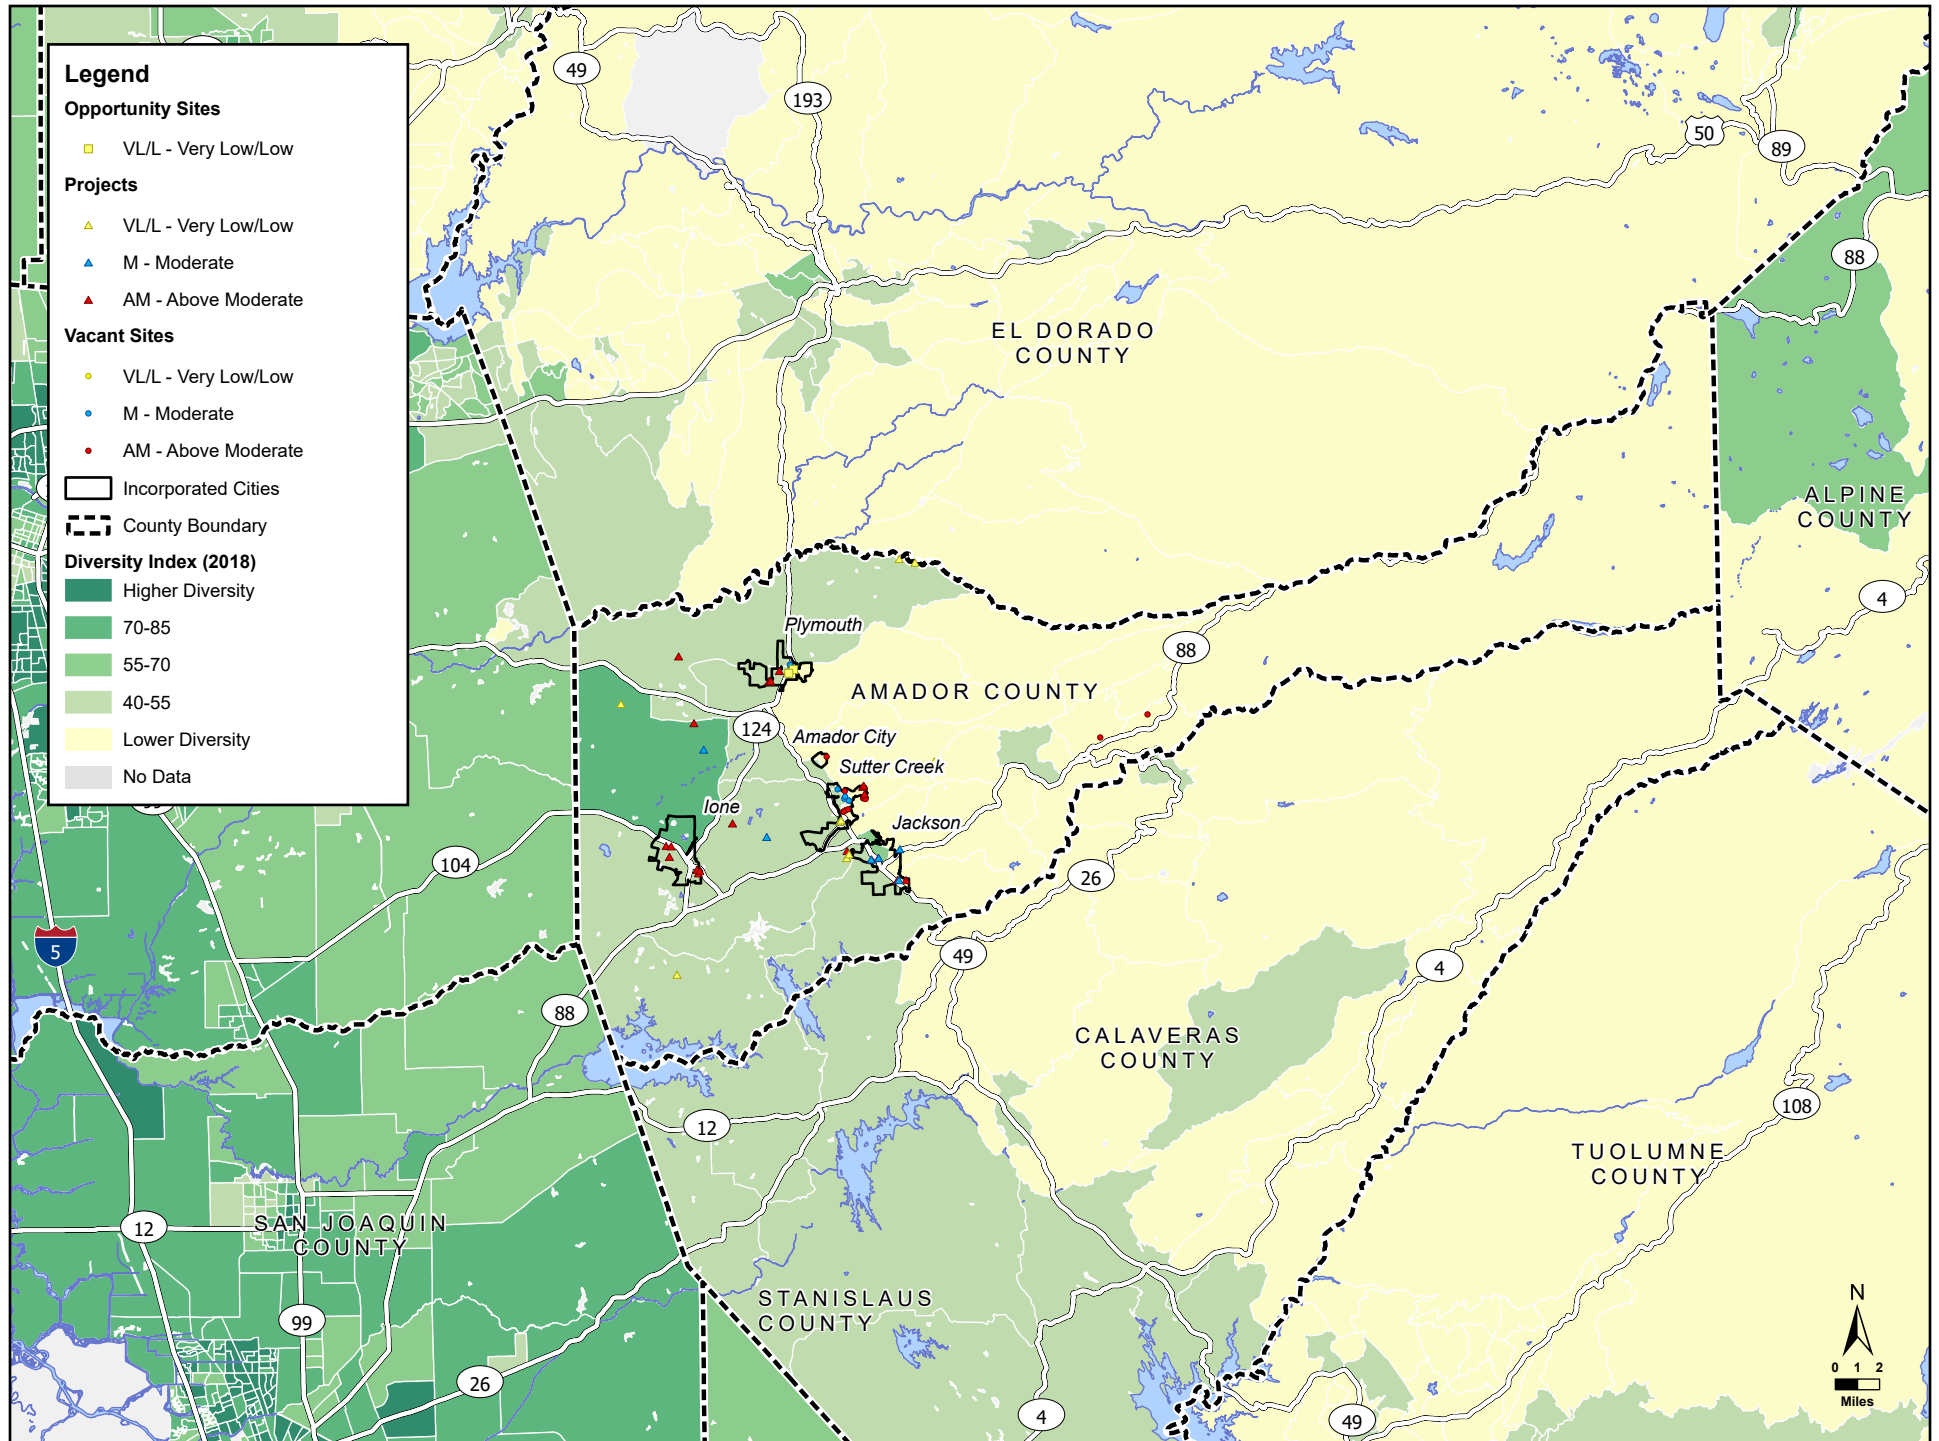 Legend
Opportunity Sites
VL/L - Very Low/Low
Projects
VL/L - Very Low/Low
M - Moderate
AM - Above Moderate
Vacant Sites
VL/L - Very Low/Low
M - Moderate
AM - Above Moderate
Incorporated Cities
County Boundary
Diversity Index (2018)
Higher Diversity
70-85
55-70
40-55
Lower Diversity
No Data
49
193
50
89
88
EL DORADO
COUNTY
ALPINE
COUNTY
4
Plymouth
88
AMADOR COUNTY
124
Amador City
Sutter Creek
Ione
Jackson
104
26
5
49
4
88
CALAVERAS
COUNTY
12
108
TUOLUMNE
COUNTY
12
SAN JOAQUIN
COUNTY
99
STANISLAUS
COUNTY
26
4
49
N
0 1 2
Miles